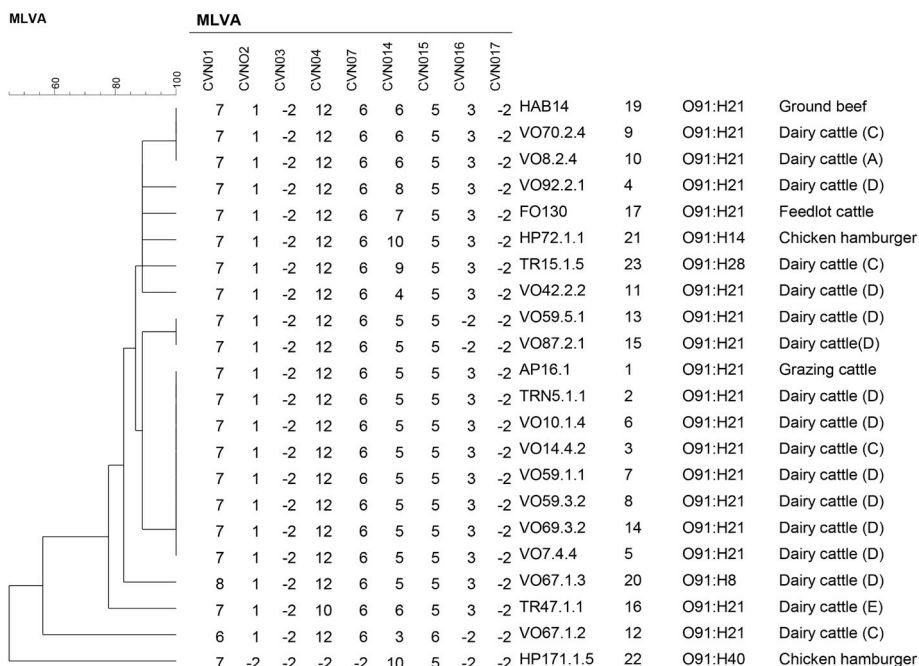 MLVA
MLVA
CVN01 CVNO2 CVN03 CVN04 CVN07 CVN014 CVN015 CVN016 CVN017
60 80 100
7 1 -2 12 6 6 5 3 -2 HAB14 19 O91:H21 Ground beef
7 1 -2 12 6 6 5 3 -2 VO70.2.4 9 O91:H21 Dairy cattle (C)
7 1 -2 12 6 6 5 3 -2 VO8.2.4 10 O91:H21 Dairy cattle (A)
7 1 -2 12 6 8 5 3 -2 VO92.2.1 4 O91:H21 Dairy cattle (D)
7 1 -2 12 6 7 5 3 -2 FO130 17 O91:H21 Feedlot cattle
7 1 -2 12 6 10 5 3 -2 HP72.1.1 21 O91:H14 Chicken hamburger
7 1 -2 12 6 9 5 3 -2 TR15.1.5 23 O91:H28 Dairy cattle (C)
7 1 -2 12 6 4 5 3 -2 VO42.2.2 11 O91:H21 Dairy cattle (D)
7 1 -2 12 6 5 5 -2 -2 VO59.5.1 13 O91:H21 Dairy cattle (D)
7 1 -2 12 6 5 5 -2 -2 VO87.2.1 15 O91:H21 Dairy cattle(D)
7 1 -2 12 6 5 5 3 -2 AP16.1 1 O91:H21 Grazing cattle
7 1 -2 12 6 5 5 3 -2 TRN5.1.1 2 O91:H21 Dairy cattle (D)
7 1 -2 12 6 5 5 3 -2 VO10.1.4 6 O91:H21 Dairy cattle (D)
7 1 -2 12 6 5 5 3 -2 VO14.4.2 3 O91:H21 Dairy cattle (C)
7 1 -2 12 6 5 5 3 -2 VO59.1.1 7 O91:H21 Dairy cattle (D)
7 1 -2 12 6 5 5 3 -2 VO59.3.2 8 O91:H21 Dairy cattle (D)
7 1 -2 12 6 5 5 3 -2 VO69.3.2 14 O91:H21 Dairy cattle (D)
7 1 -2 12 6 5 5 3 -2 VO7.4.4 5 O91:H21 Dairy cattle (D)
8 1 -2 12 6 5 5 3 -2 VO67.1.3 20 O91:H8 Dairy cattle (D)
7 1 -2 10 6 6 5 3 -2 TR47.1.1 16 O91:H21 Dairy cattle (E)
6 1 -2 12 6 3 6 -2 -2 VO67.1.2 12 O91:H21 Dairy cattle (C)
7 -2 -2 -2 -2 10 5 -2 -2 HP171.1.5 22 O91:H40 Chicken hamburger